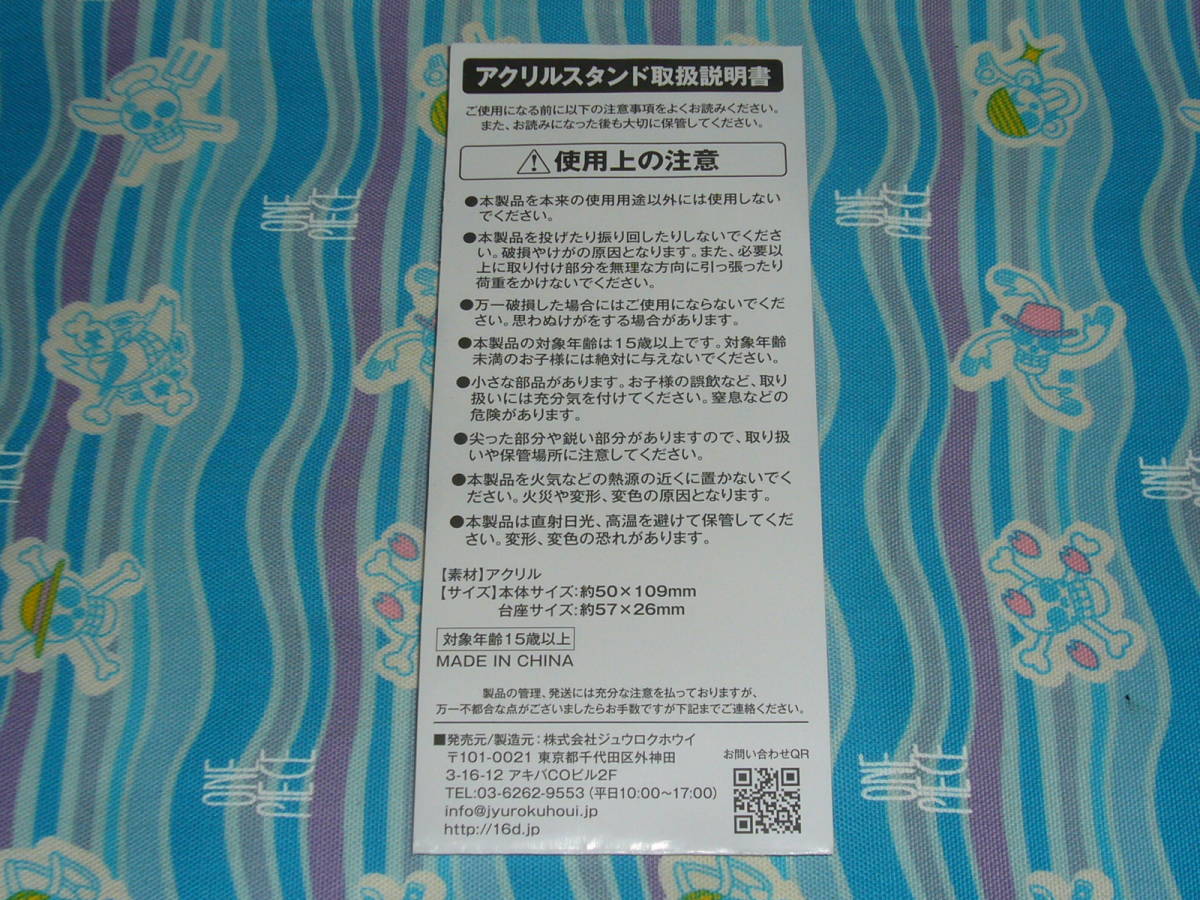 アクリルスタンド取扱説明書
ご使用になる前に以下の注意事項をよくお読みください。
また、お読みになった後も大切に保管してください。
使用上の注意
●本製品を本来の使用用途以外には使用しない
でください。
●本製品を投げたり振り回したりしないでくださ
い。破損やけがの原因となります。また、必要以
上に取り付け部分を無理な方向に引っ張ったり
荷重をかけないでください。
●万一破損した場合にはご使用にならないでくだ
さい。思わぬけがをする場合があります。
●本製品の対象年齢は15歳以上です。対象年齢
未満のお子様には絶対に与えないでください。
●小さな部品があります。お子様の誤飲など、取り
扱いには充分気を付けてください。窒息などの
危険があります。
●尖った部分や鋭い部分がありますので、取り扱
いや保管場所に注意してください。
●本製品を火気などの熱源の近くに置かないでく
ださい。火災や変形、変色の原因となります。
●本製品は直射日光、高温を避けて保管してくだ
さい。変形、変色の恐れがあります。
【素材】アクリル
【サイズ】本体サイズ：約50×109mm
台座サイズ：約57×26mm
対象年齢15歳以上
MADE IN CHINA
製品の管理、発送には充分な注意を払っておりますが、
万一不都合な点がございましたらお手数ですが下記までご連絡ください。
■発売元/製造元：株式会社ジュウロクホウイ
〒101-0021 東京都千代田区外神田
3-16-12 アキバCOビル2F
TEL:03-6262-9553（平日10:00〜17:00）
info@jyurokuhoui.jp
http://16d.jp
お問い合わせQR
ONE
PIECE
ONE
PIECE
ONE
PIECE
ONE
PIECE
ONE